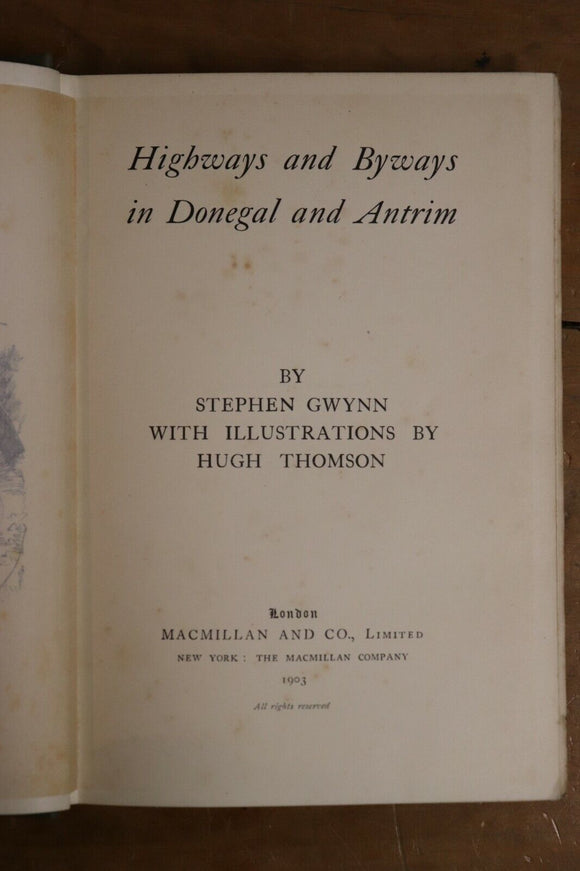 Highways and Byways
in Donegal and Antrim
BY
STEPHEN GWYNN
WITH ILLUSTRATIONS BY
HUGH THOMSON
London
MACMILLAN AND CO., LIMITED
NEW YORK: THE MACMILLAN COMPANY
1903
All rights reserved